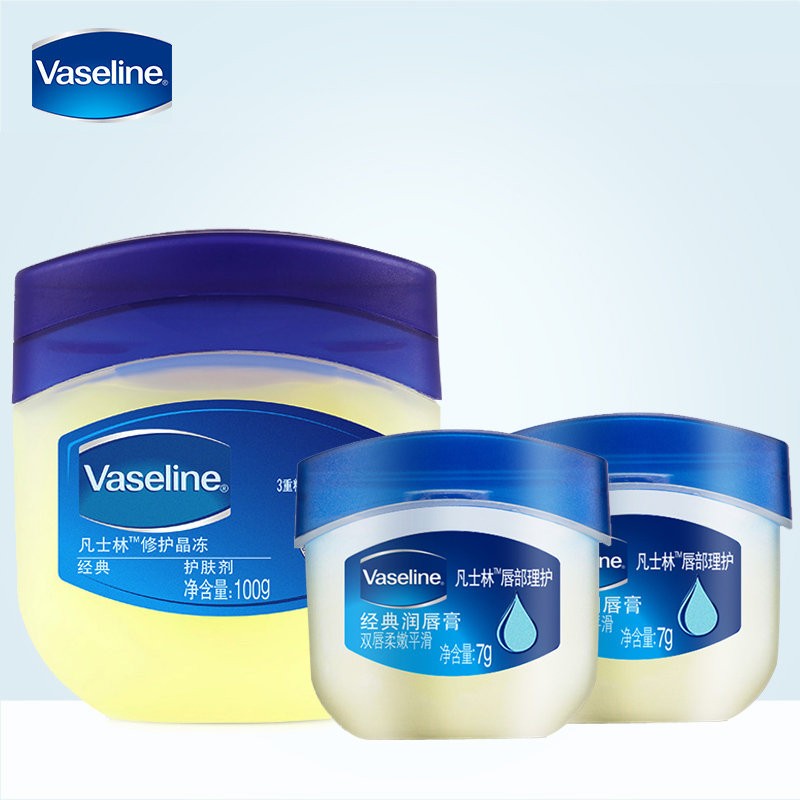 Vaseline®
Vaseline®
3重
凡士林™修护晶冻
经典 护肤剂
净含量:100g
Vaseline 凡士林™唇部理护
经典润唇膏
双唇柔嫩平滑
净含量:7g
凡士林™唇部理护
润唇膏
平滑
净含量:7g